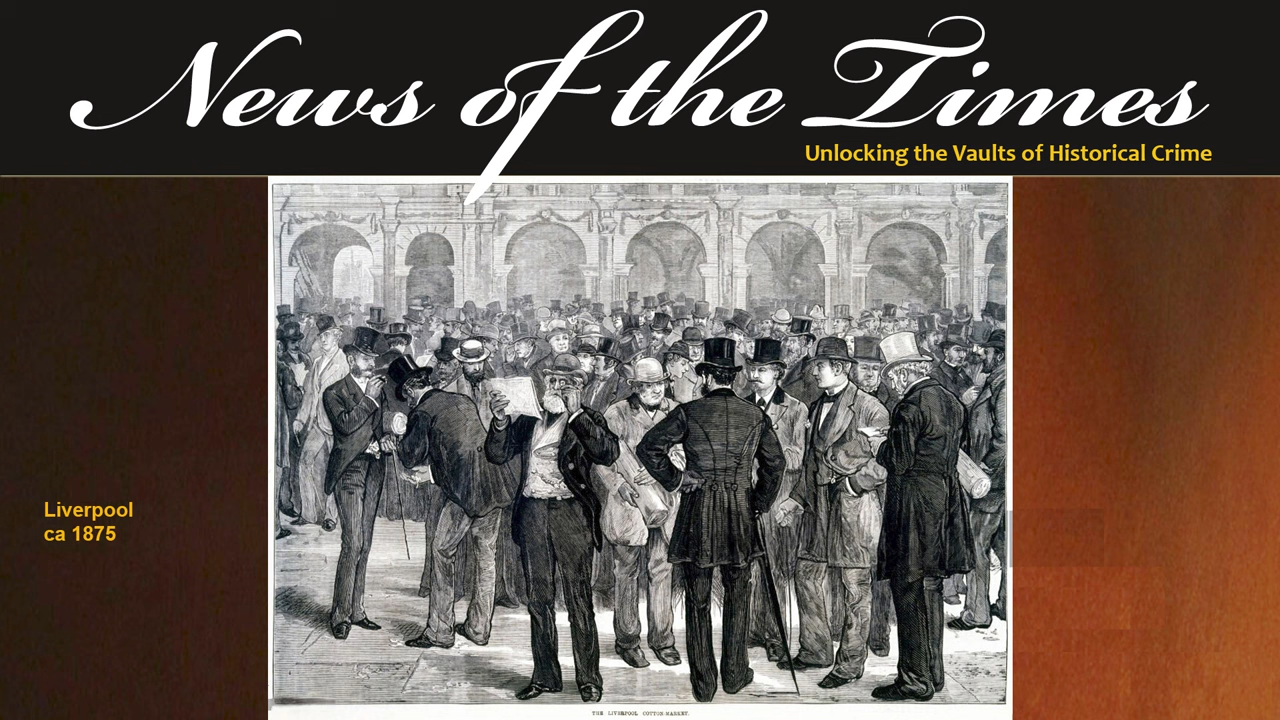 News of the Times
Unlocking the Vaults of Historical Crime
Liverpool
ca 1875
THE LIVERPOOL COTTON MARKET.